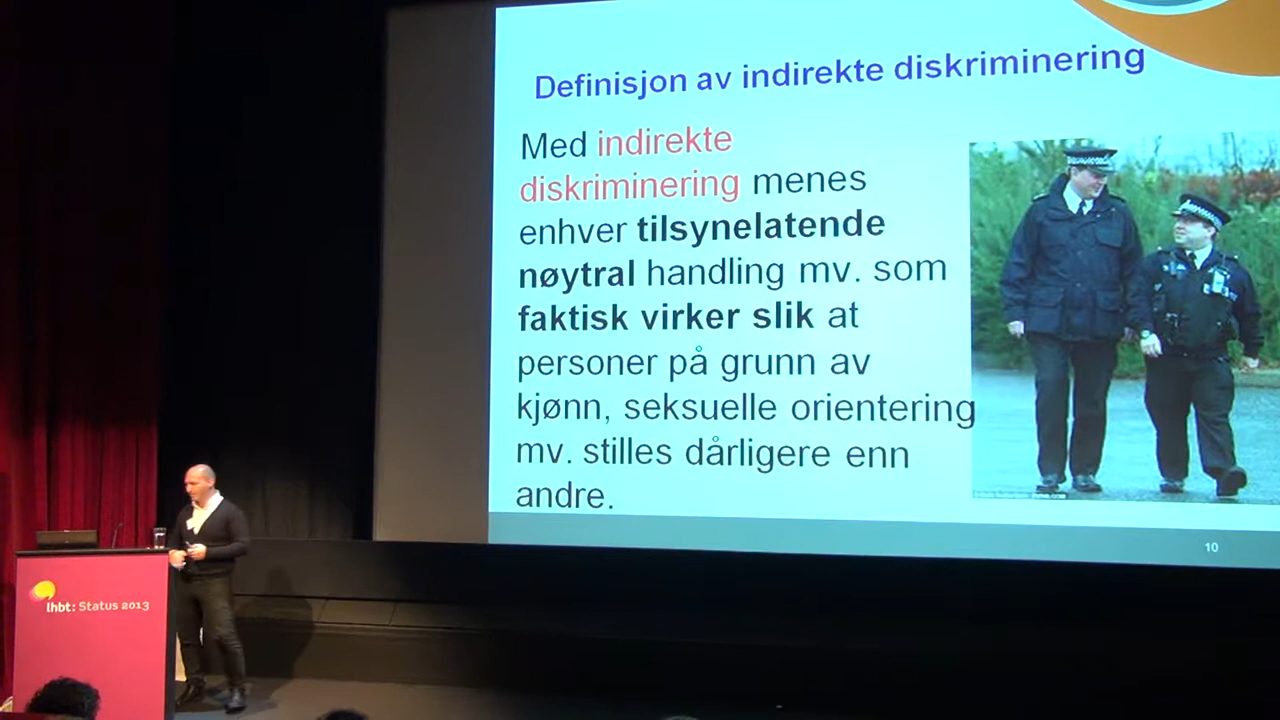 Definisjon av indirekte diskriminering
Med indirekte
diskriminering menes
enhver tilsynelatende
nøytral handling mv. som
faktisk virker slik at
personer på grunn av
kjønn, seksuelle orientering
mv. stilles dårligere enn
andre.
10
lhbt: Status 2013